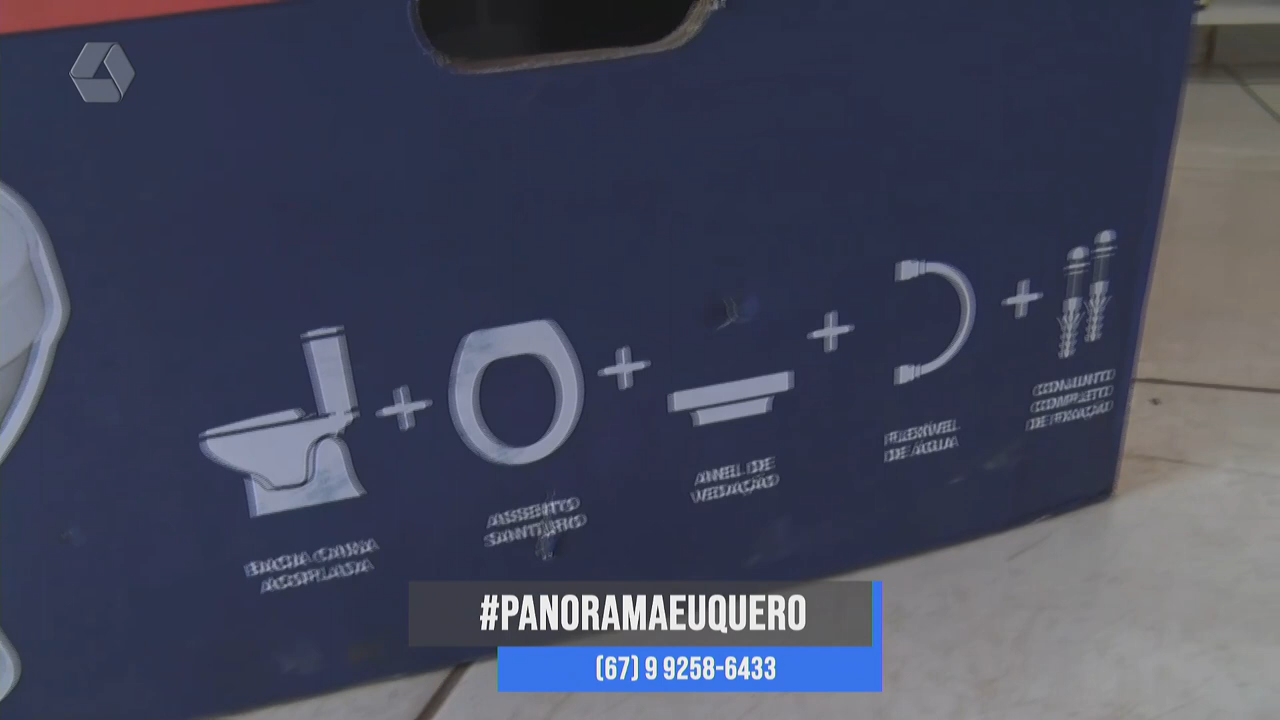 BACIA CAIXA
ACOPLADA
ASSENTO
SANITÁRIO
ANEL DE
VEDAÇÃO
FLEXÍVEL
DE ÁGUA
CONJUNTO
COMPLETO
DE FIXAÇÃO
#PANORAMAEUQUERO
(67) 9 9258-6433